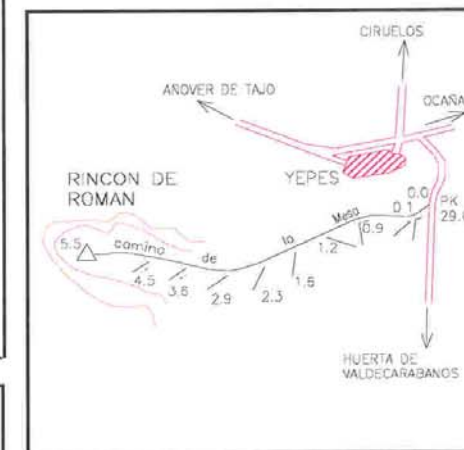 CIRUELOS
AÑOVER DE TAJO
OCAÑA
RINCON DE
ROMAN
YEPES
0.0
PK
0.1
camino de la Mesa
0.9
1.2
5.5
4.5
3.6
2.9
2.3
1.6
HUERTA DE
VALDECARABANOS